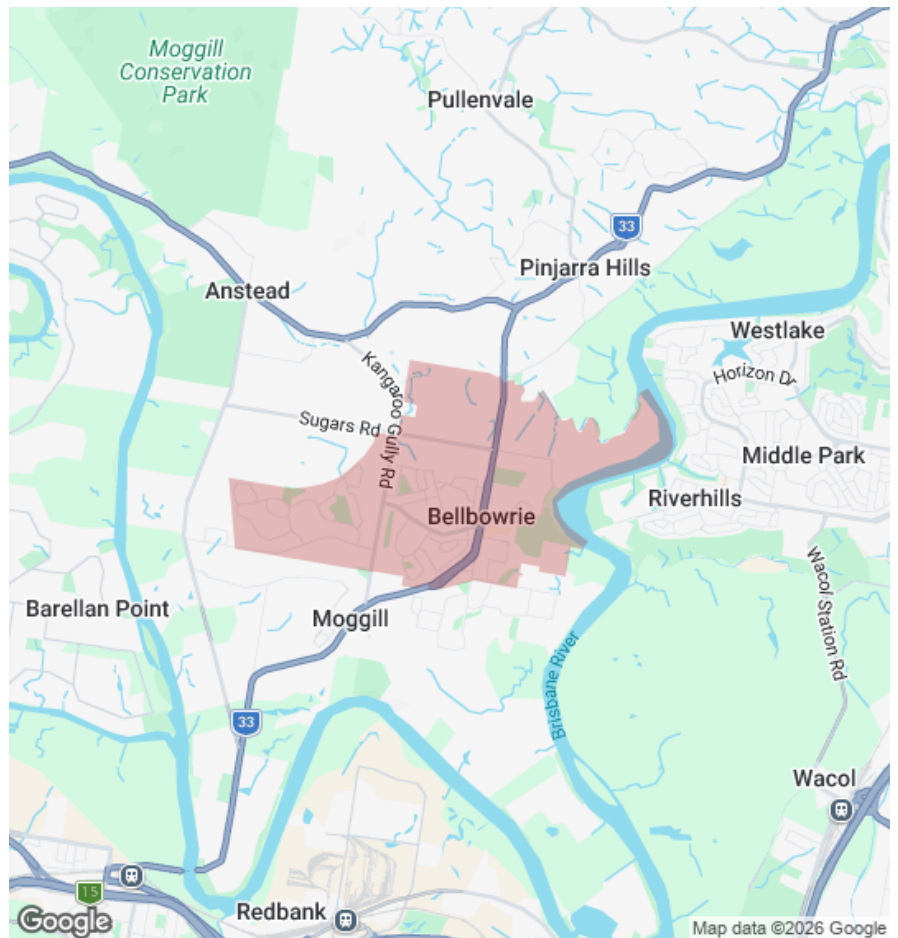 Moggill
Conservation
Park
Pullenvale
33
Pinjarra Hills
Anstead
Westlake
Horizon Dr
Kangaroo Gully Rd
Sugars Rd
Middle Park
Riverhills
Bellbowrie
Wacol Station Rd
Barellan Point
Moggill
Brisbane River
33
Wacol
15
Redbank
Google
Map data ©2026 Google